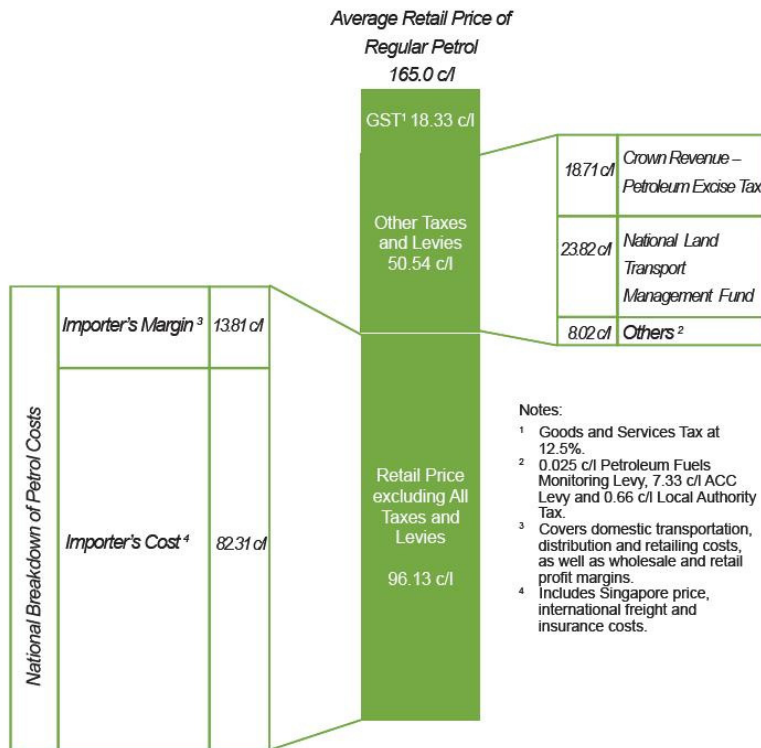 Average Retail Price of
Regular Petrol
165.0 c/l
GST¹ 18.33 c/l
Other Taxes
and Levies
50.54 c/l
18.71 c/l
Crown Revenue –
Petroleum Excise Tax
23.82 c/l
National Land
Transport
Management Fund
8.02 c/l
Others ²
National Breakdown of Petrol Costs
Importer's Margin ³
13.81 c/l
Importer's Cost ⁴
82.31 c/l
Retail Price
excluding All
Taxes and
Levies
96.13 c/l
Notes:
¹ Goods and Services Tax at
12.5%.
² 0.025 c/l Petroleum Fuels
Monitoring Levy, 7.33 c/l ACC
Levy and 0.66 c/l Local Authority
Tax.
³ Covers domestic transportation,
distribution and retailing costs,
as well as wholesale and retail
profit margins.
⁴ Includes Singapore price,
international freight and
insurance costs.